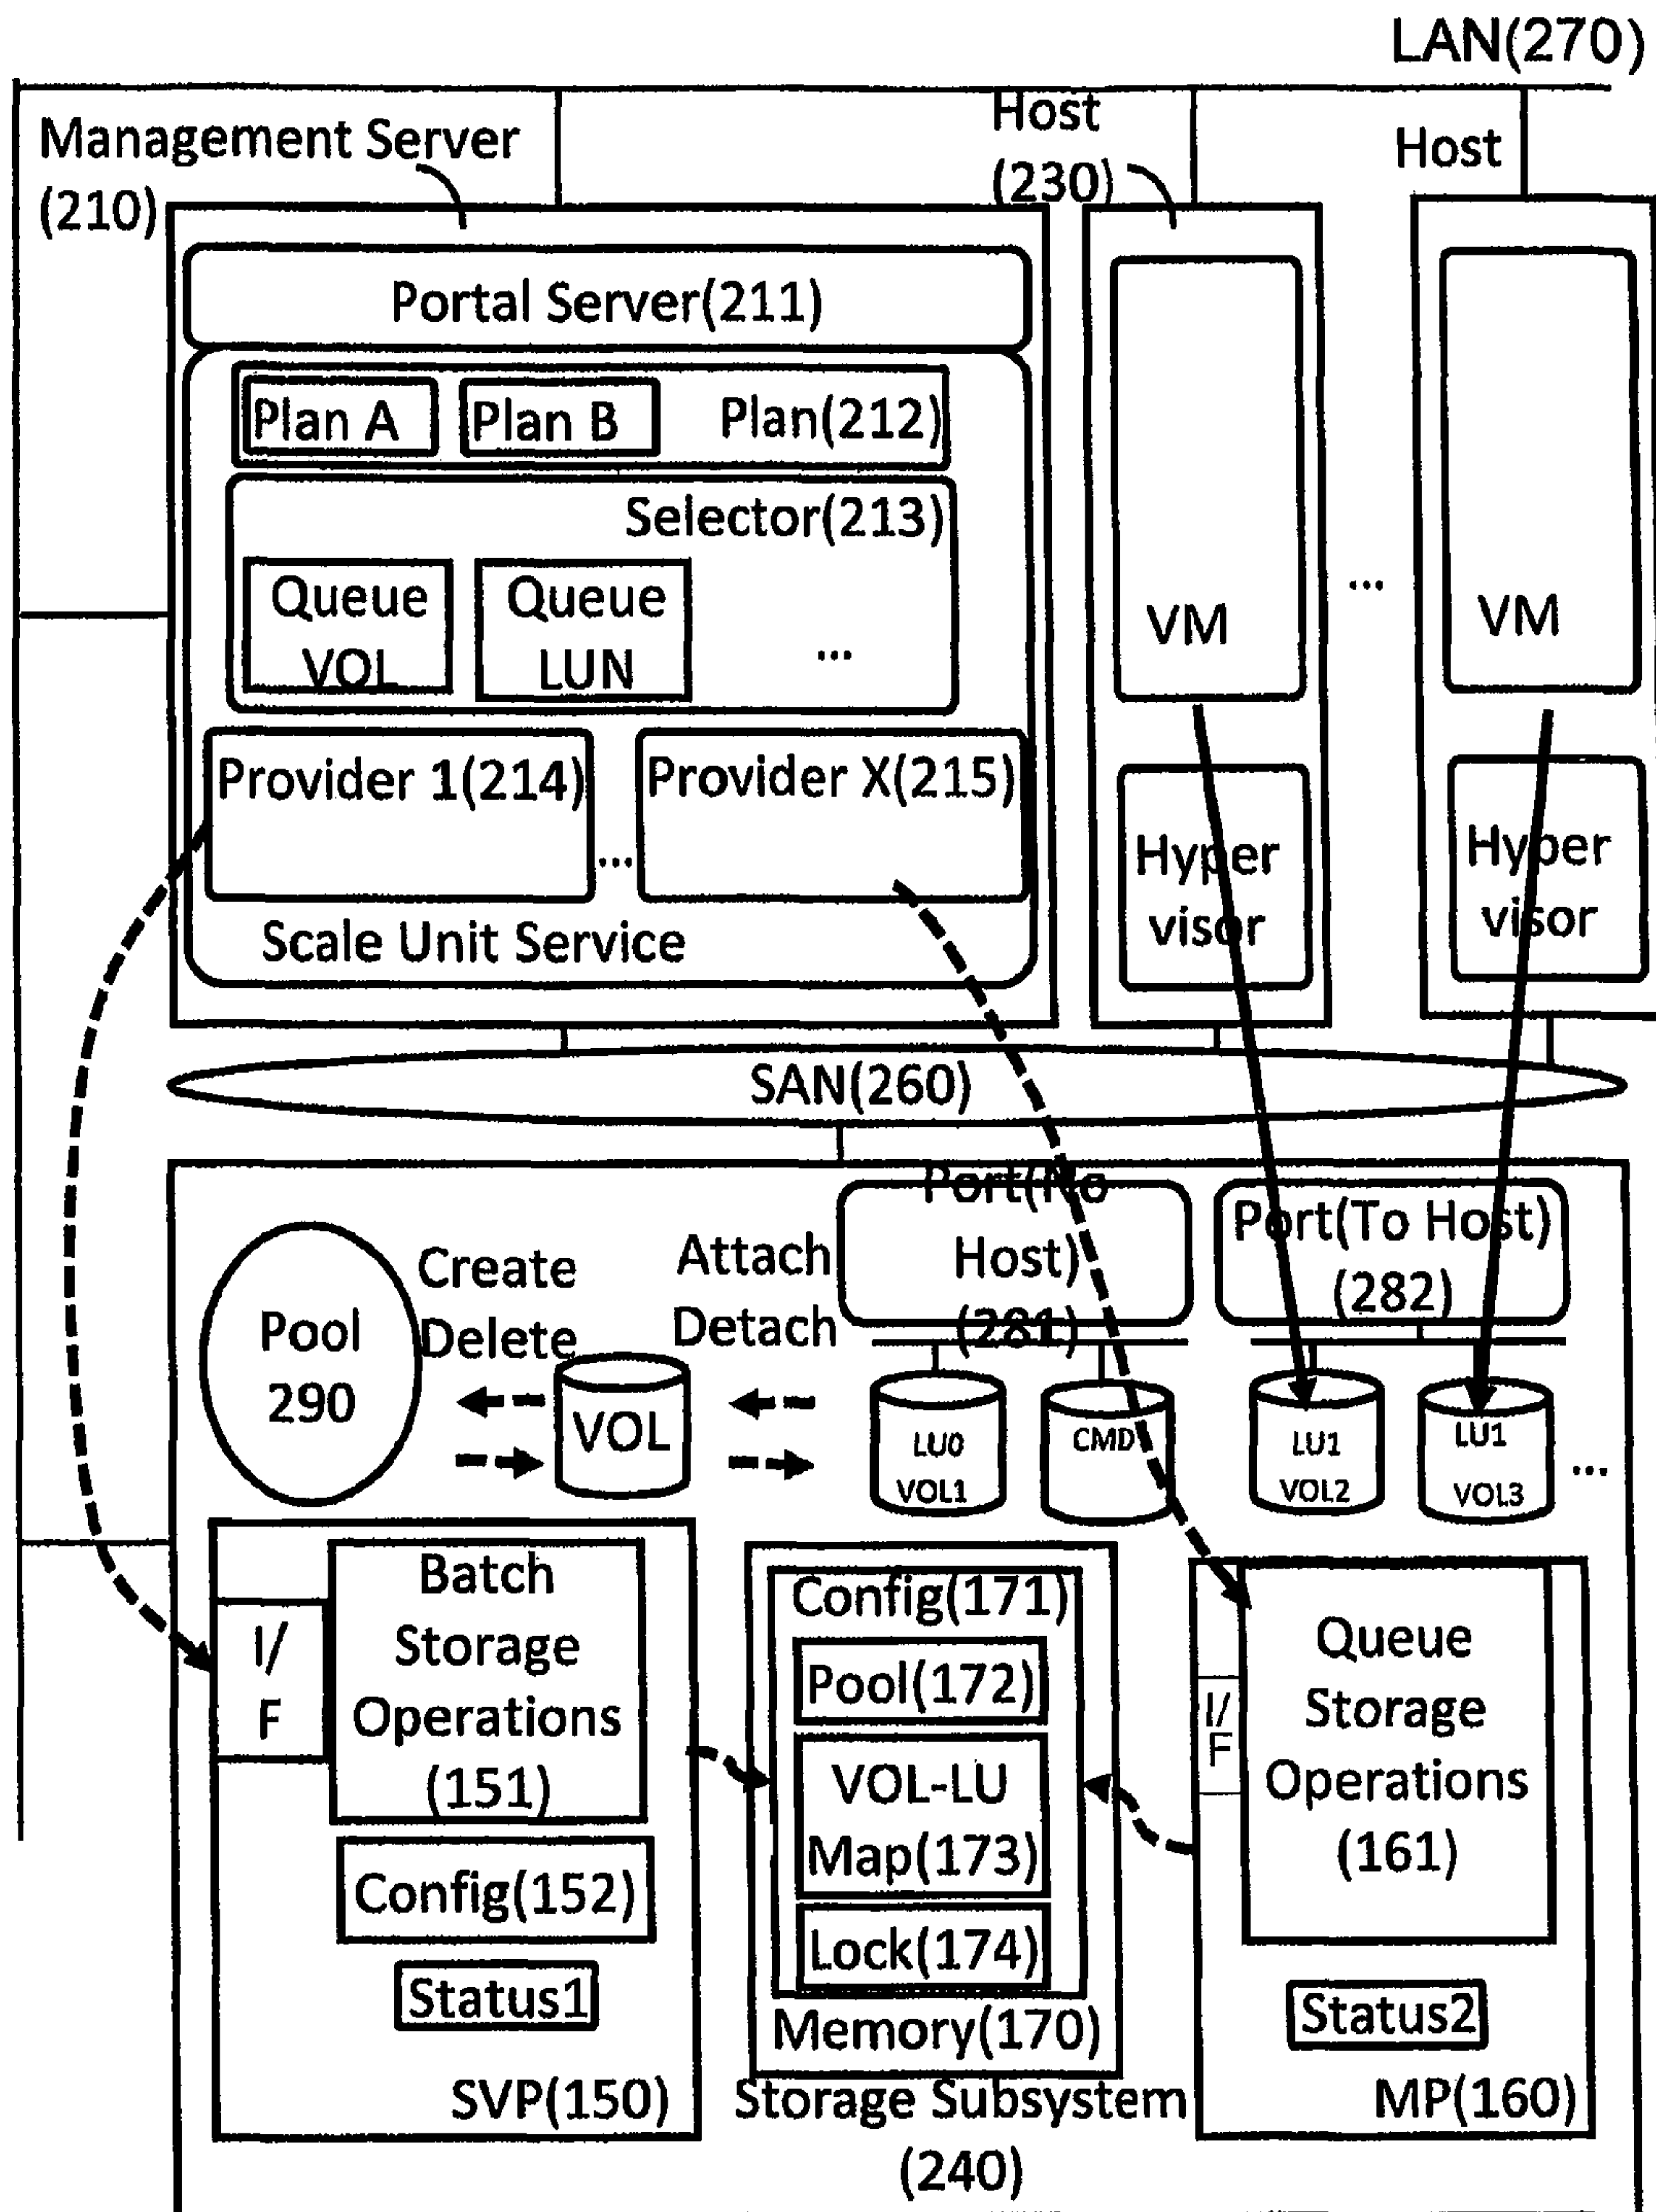 LAN(270)
Management Server
(210)
Host
(230)
Host
Portal Server(211)
Plan A
Plan B
Plan(212)
Selector(213)
Queue
VOL
Queue
LUN
...
Provider 1(214)
...
Provider X(215)
Scale Unit Service
VM
...
VM
Hyper
visor
Hyper
visor
SAN(260)
Port(No
Host)
(281)
Port(To Host)
(282)
Pool
290
Create
Delete
VOL
Attach
Detach
LU0
VOL1
CMD
LU1
VOL2
LU1
VOL3
...
I/
F
Batch
Storage
Operations
(151)
Config(152)
Status1
SVP(150)
Config(171)
Pool(172)
VOL-LU
Map(173)
Lock(174)
Memory(170)
I/
F
Queue
Storage
Operations
(161)
Status2
MP(160)
Storage Subsystem
(240)